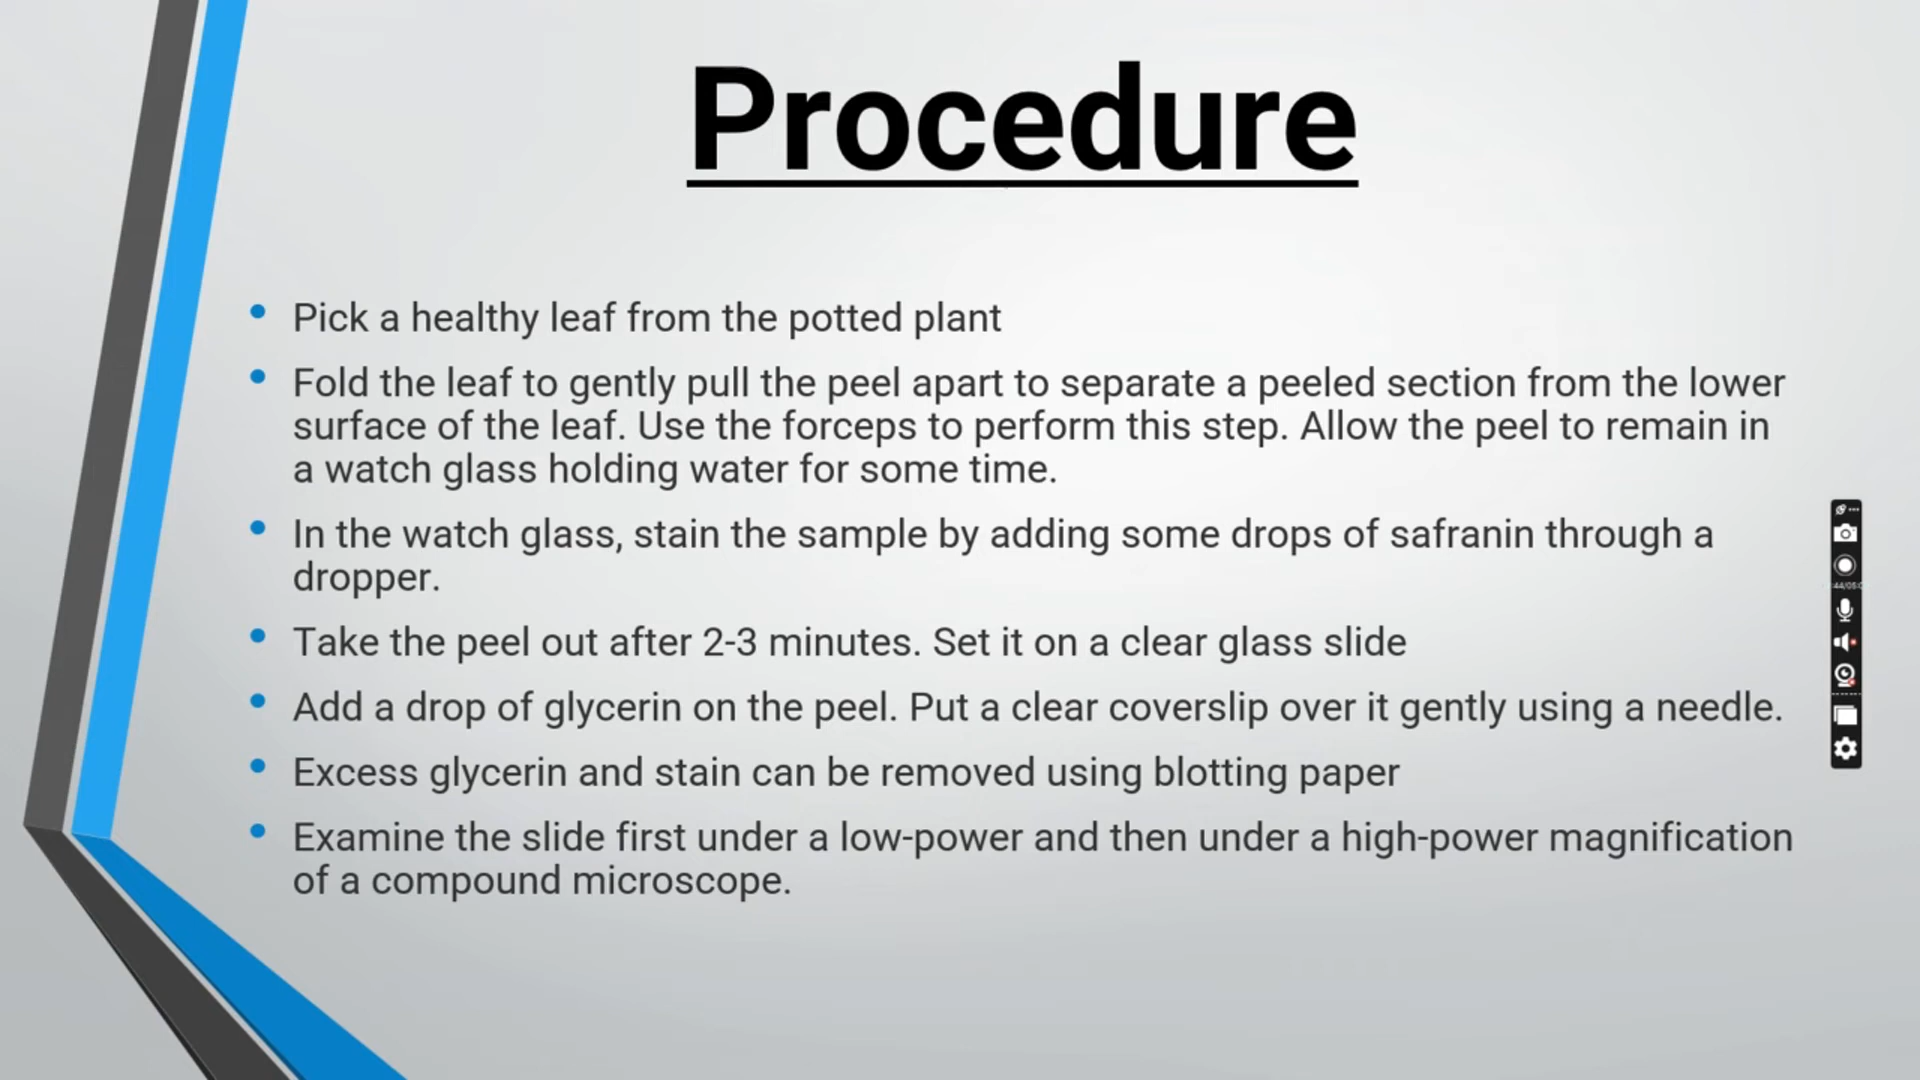 Procedure
Pick a healthy leaf from the potted plant
Fold the leaf to gently pull the peel apart to separate a peeled section from the lower
surface of the leaf. Use the forceps to perform this step. Allow the peel to remain in
a watch glass holding water for some time.
In the watch glass, stain the sample by adding some drops of safranin through a
dropper.
Take the peel out after 2-3 minutes. Set it on a clear glass slide
Add a drop of glycerin on the peel. Put a clear coverslip over it gently using a needle.
Excess glycerin and stain can be removed using blotting paper
Examine the slide first under a low-power and then under a high-power magnification
of a compound microscope.